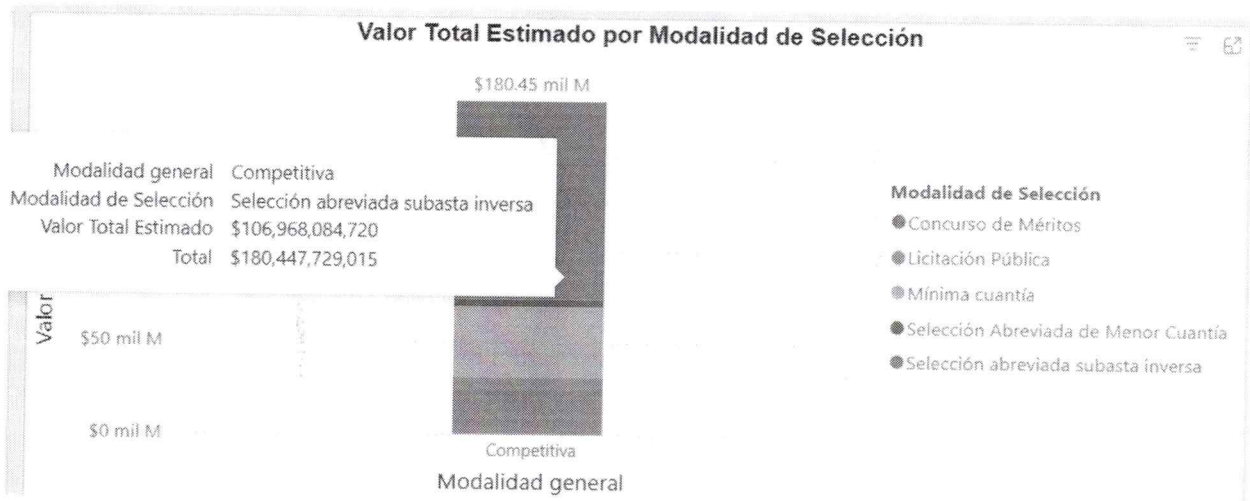 Valor Total Estimado por Modalidad de Selección
$180.45 mil M
Modalidad general Competitiva
Modalidad de Selección Selección abreviada subasta inversa
Valor Total Estimado $106,968,084,720
Total $180,447,729,015
Valor
$50 mil M
$0 mil M
Competitiva
Modalidad general
Modalidad de Selección
Concurso de Méritos
Licitación Pública
Mínima cuantía
Selección Abreviada de Menor Cuantía
Selección abreviada subasta inversa